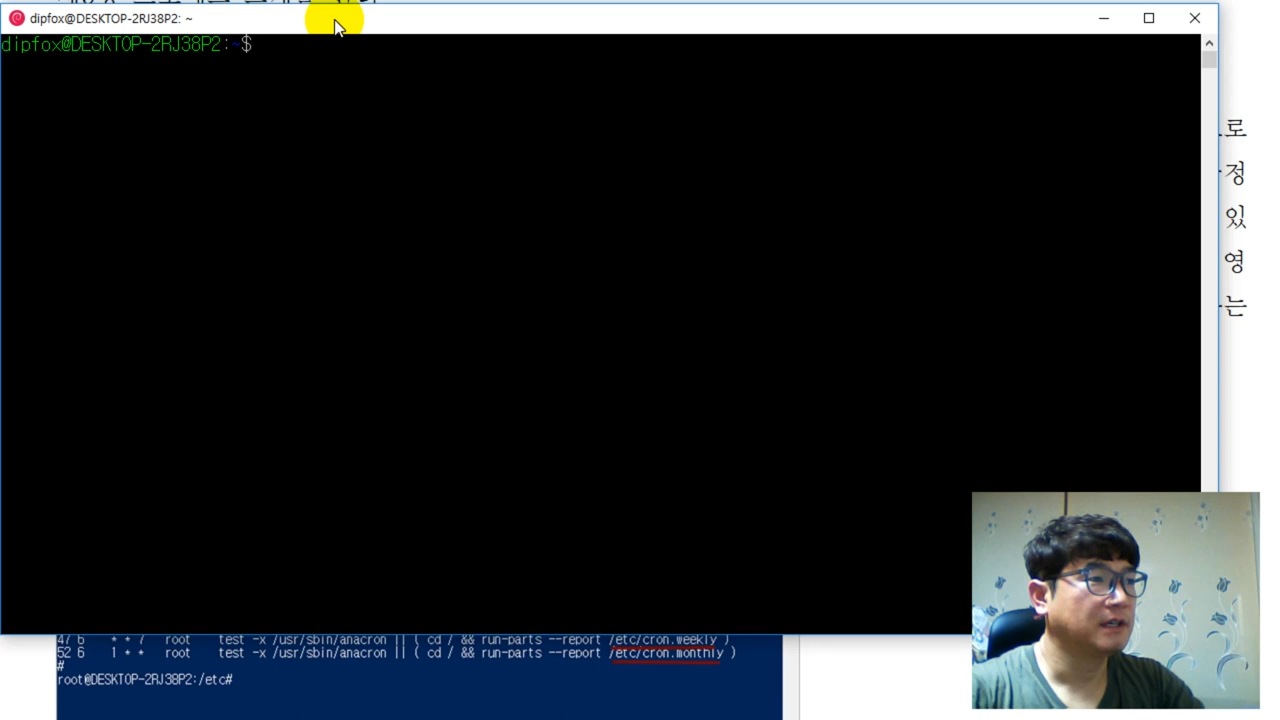 dipfox@DESKTOP-2RJ38P2: ~
dipfox@DESKTOP-2RJ38P2:~$
로
정
있
영
는
47 6 * * 7 root test -x /usr/sbin/anacron || ( cd / && run-parts --report /etc/cron.weekly )
52 6 1 * * root test -x /usr/sbin/anacron || ( cd / && run-parts --report /etc/cron.monthly )
#
root@DESKTOP-2RJ38P2:/etc#